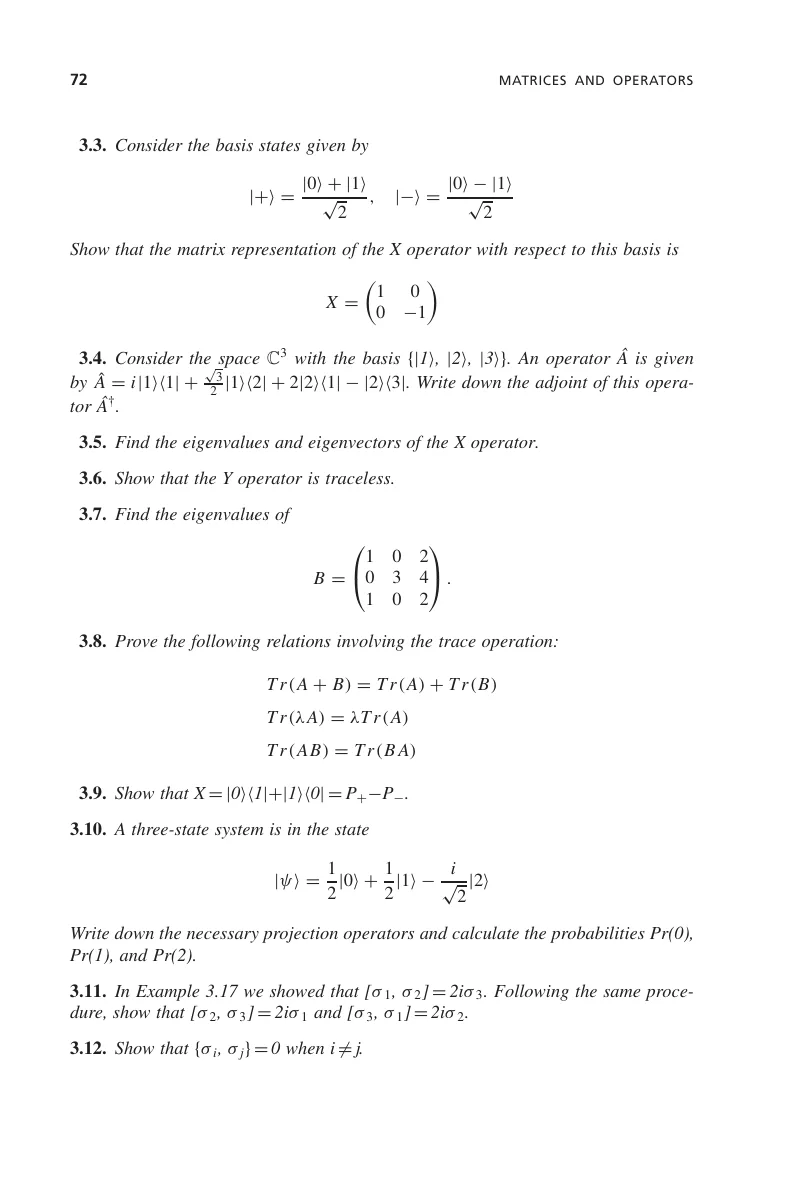 72 MATRICES AND OPERATORS
3.3. Consider the basis states given by
|+⟩ = (|0⟩ + |1⟩)/√2, |−⟩ = (|0⟩ − |1⟩)/√2
Show that the matrix representation of the X operator with respect to this basis is
X = (1 0
0 −1)
3.4. Consider the space ℂ³ with the basis {|1⟩, |2⟩, |3⟩}. An operator Â is given
by Â = i|1⟩⟨1| + √3/2|1⟩⟨2| + 2|2⟩⟨1| − |2⟩⟨3|. Write down the adjoint of this opera-
tor Â†.
3.5. Find the eigenvalues and eigenvectors of the X operator.
3.6. Show that the Y operator is traceless.
3.7. Find the eigenvalues of
B = (1 0 2
0 3 4
1 0 2).
3.8. Prove the following relations involving the trace operation:
Tr(A + B) = Tr(A) + Tr(B)
Tr(λA) = λTr(A)
Tr(AB) = Tr(BA)
3.9. Show that X = |0⟩⟨1|+|1⟩⟨0| = P₊−P₋.
3.10. A three-state system is in the state
|ψ⟩ = 1/2|0⟩ + 1/2|1⟩ − i/√2|2⟩
Write down the necessary projection operators and calculate the probabilities Pr(0),
Pr(1), and Pr(2).
3.11. In Example 3.17 we showed that [σ₁, σ₂] = 2iσ₃. Following the same proce-
dure, show that [σ₂, σ₃] = 2iσ₁ and [σ₃, σ₁] = 2iσ₂.
3.12. Show that {σᵢ, σⱼ} = 0 when i ≠ j.